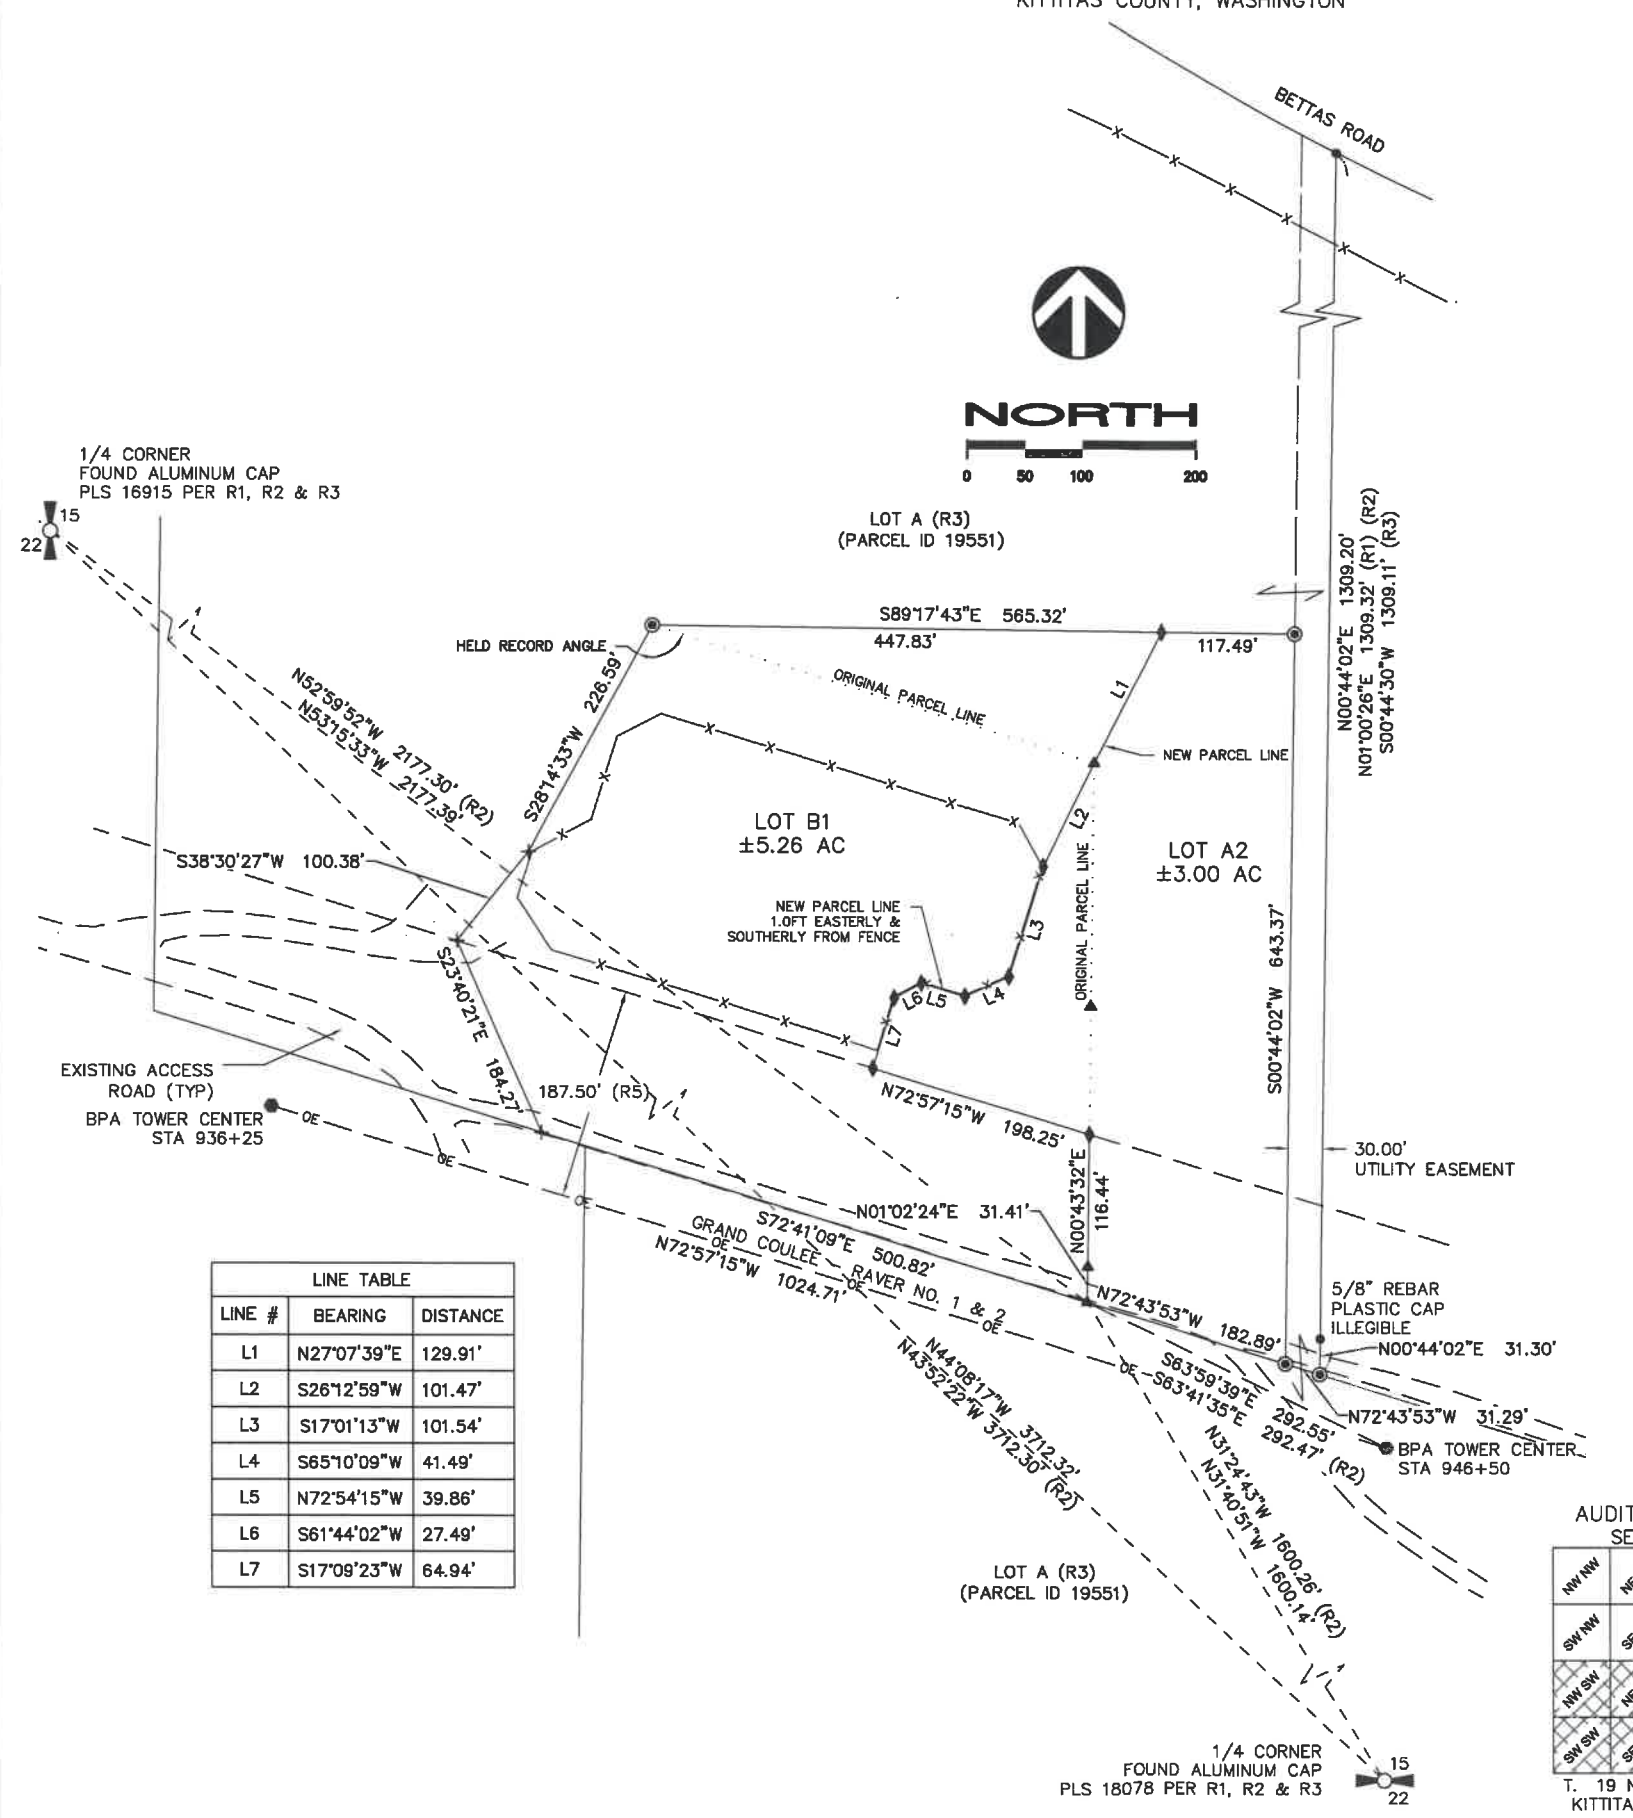 KITTITAS COUNTY, WASHINGTON
BETTAS ROAD
NORTH
0 50 100 200
1/4 CORNER
FOUND ALUMINUM CAP
PLS 16915 PER R1, R2 & R3
15
22
LOT A (R3)
(PARCEL ID 19551)
N00°44'02"E 1309.20'
N01°00'26"E 1309.32' (R1) (R2)
S00°44'30"W 1309.11' (R3)
S89°17'43"E 565.32'
447.83'
117.49'
HELD RECORD ANGLE
S28°14'33"W 226.59'
ORIGINAL PARCEL LINE
L1
NEW PARCEL LINE
N52°59'52"W 2177.30' (R2)
N53°15'33"W 2177.39'
L2
LOT B1
±5.26 AC
LOT A2
±3.00 AC
S38°30'27"W 100.38'
ORIGINAL PARCEL LINE
NEW PARCEL LINE
1.0FT EASTERLY &
SOUTHERLY FROM FENCE
L3
L4
L5
L6
L7
S23°40'21"E 184.27'
S00°44'02"W 643.37'
EXISTING ACCESS
ROAD (TYP)
BPA TOWER CENTER
STA 936+25
OE
187.50' (R5)
N72°57'15"W 198.25'
30.00'
UTILITY EASEMENT
OE
N00°43'32"E
116.44'
OE
N01°02'24"E 31.41'
S72°41'09"E 500.82'
GRAND COULEE - RAVER NO. 1 & 2
OE
OE
OE
OE
N72°57'15"W 1024.71'
N72°43'53"W 182.89'
5/8" REBAR
PLASTIC CAP
ILLEGIBLE
N00°44'02"E 31.30'
N72°43'53"W 31.29'
S63°59'39"E 292.55'
S63°41'35"E 292.47' (R2)
BPA TOWER CENTER
STA 946+50
N44°08'17"W 3712.32'
N43°52'22"W 3712.30' (R2)
N31°24'43"W 1600.26' (R2)
N31°40'51"W 1600.14'
LINE TABLE
LINE # BEARING DISTANCE
L1 N27°07'39"E 129.91'
L2 S26°12'59"W 101.47'
L3 S17°01'13"W 101.54'
L4 S65°10'09"W 41.49'
L5 N72°54'15"W 39.86'
L6 S61°44'02"W 27.49'
L7 S17°09'23"W 64.94'
LOT A (R3)
(PARCEL ID 19551)
1/4 CORNER
FOUND ALUMINUM CAP
PLS 18078 PER R1, R2 & R3
15
22
AUDIT
SE
NW NW
SW NW
NW SW
SW SW
T. 19 N
KITTITA